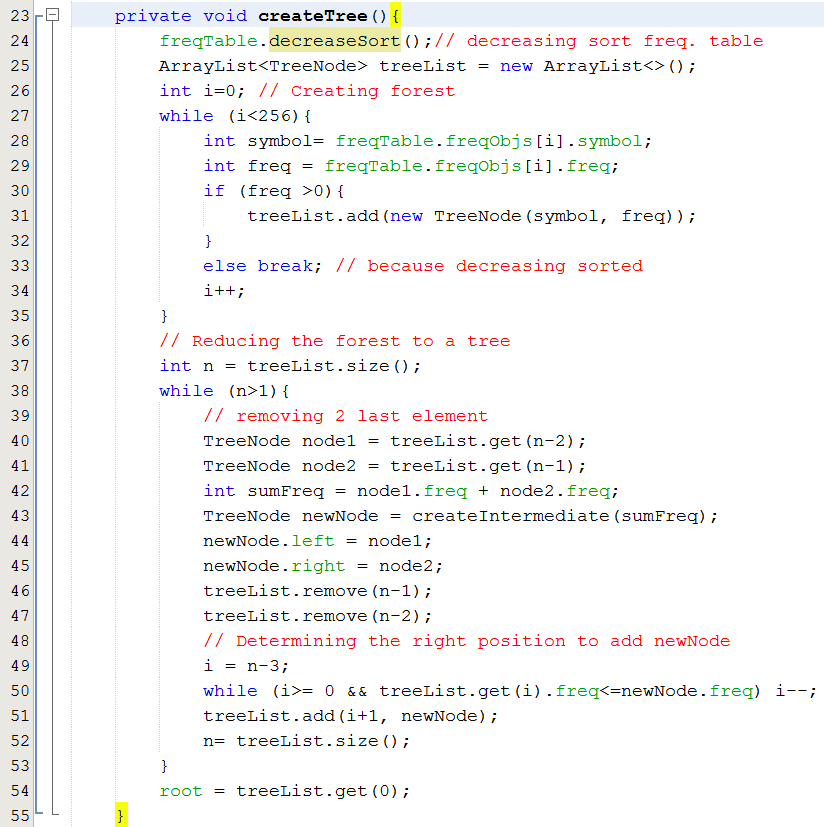 23 private void createTree(){
24 freqTable.decreaseSort();// decreasing sort freq. table
25 ArrayList<TreeNode> treeList = new ArrayList<>();
26 int i=0; // Creating forest
27 while (i<256){
28 int symbol= freqTable.freqObjs[i].symbol;
29 int freq = freqTable.freqObjs[i].freq;
30 if (freq >0){
31 treeList.add(new TreeNode(symbol, freq));
32 }
33 else break; // because decreasing sorted
34 i++;
35 }
36 // Reducing the forest to a tree
37 int n = treeList.size();
38 while (n>1){
39 // removing 2 last element
40 TreeNode node1 = treeList.get(n-2);
41 TreeNode node2 = treeList.get(n-1);
42 int sumFreq = node1.freq + node2.freq;
43 TreeNode newNode = createIntermediate(sumFreq);
44 newNode.left = node1;
45 newNode.right = node2;
46 treeList.remove(n-1);
47 treeList.remove(n-2);
48 // Determining the right position to add newNode
49 i = n-3;
50 while (i>= 0 && treeList.get(i).freq<=newNode.freq) i--;
51 treeList.add(i+1, newNode);
52 n= treeList.size();
53 }
54 root = treeList.get(0);
55 }